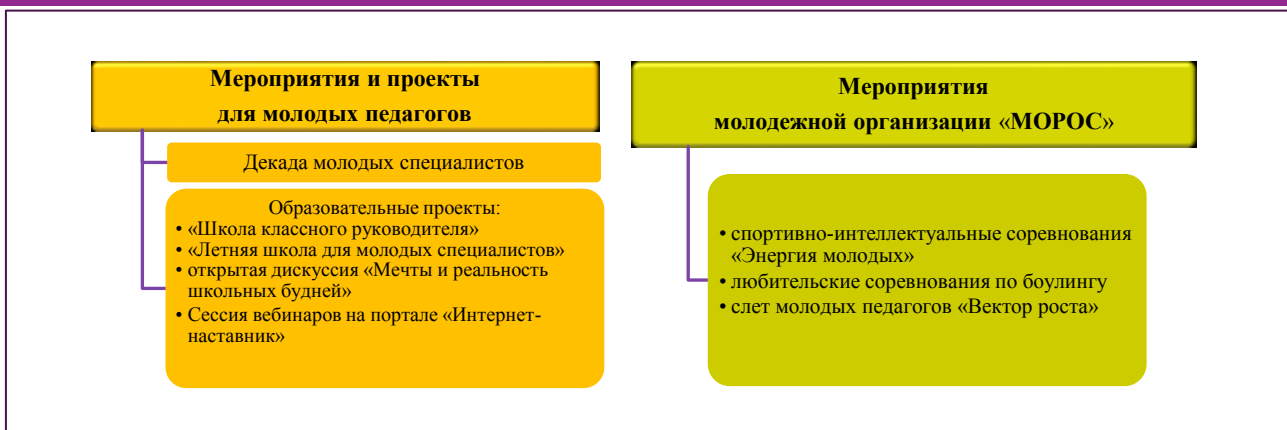 Мероприятия и проекты
для молодых педагогов
Декада молодых специалистов
Образовательные проекты:
• «Школа классного руководителя»
• «Летняя школа для молодых специалистов»
• открытая дискуссия «Мечты и реальность
школьных будней»
• Сессия вебинаров на портале «Интернет-
наставник»
Мероприятия
молодежной организации «МОРОС»
• спортивно-интеллектуальные соревнования
«Энергия молодых»
• любительские соревнования по боулингу
• слет молодых педагогов «Вектор роста»